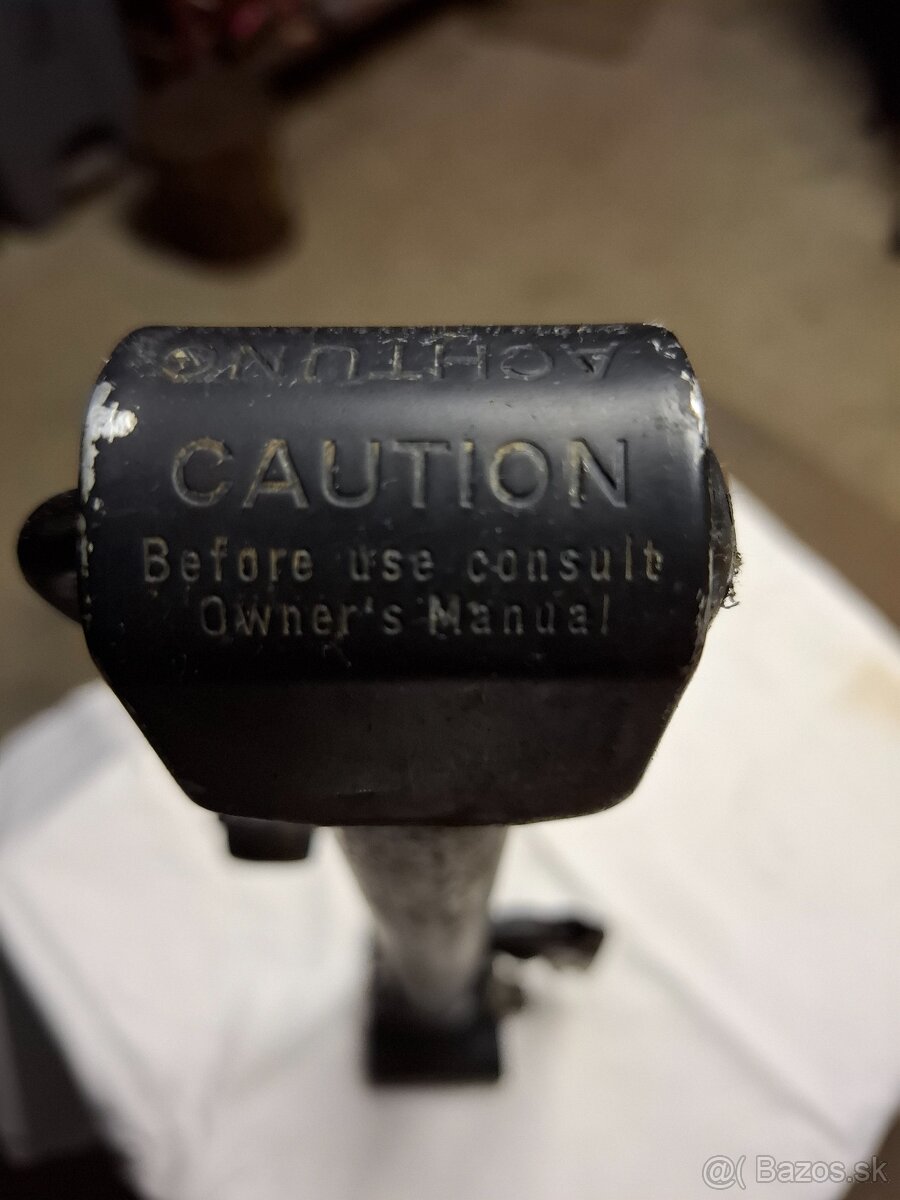 ACHTUNG
CAUTION
Before use consult
Owner's Manual
@( Bazos.sk